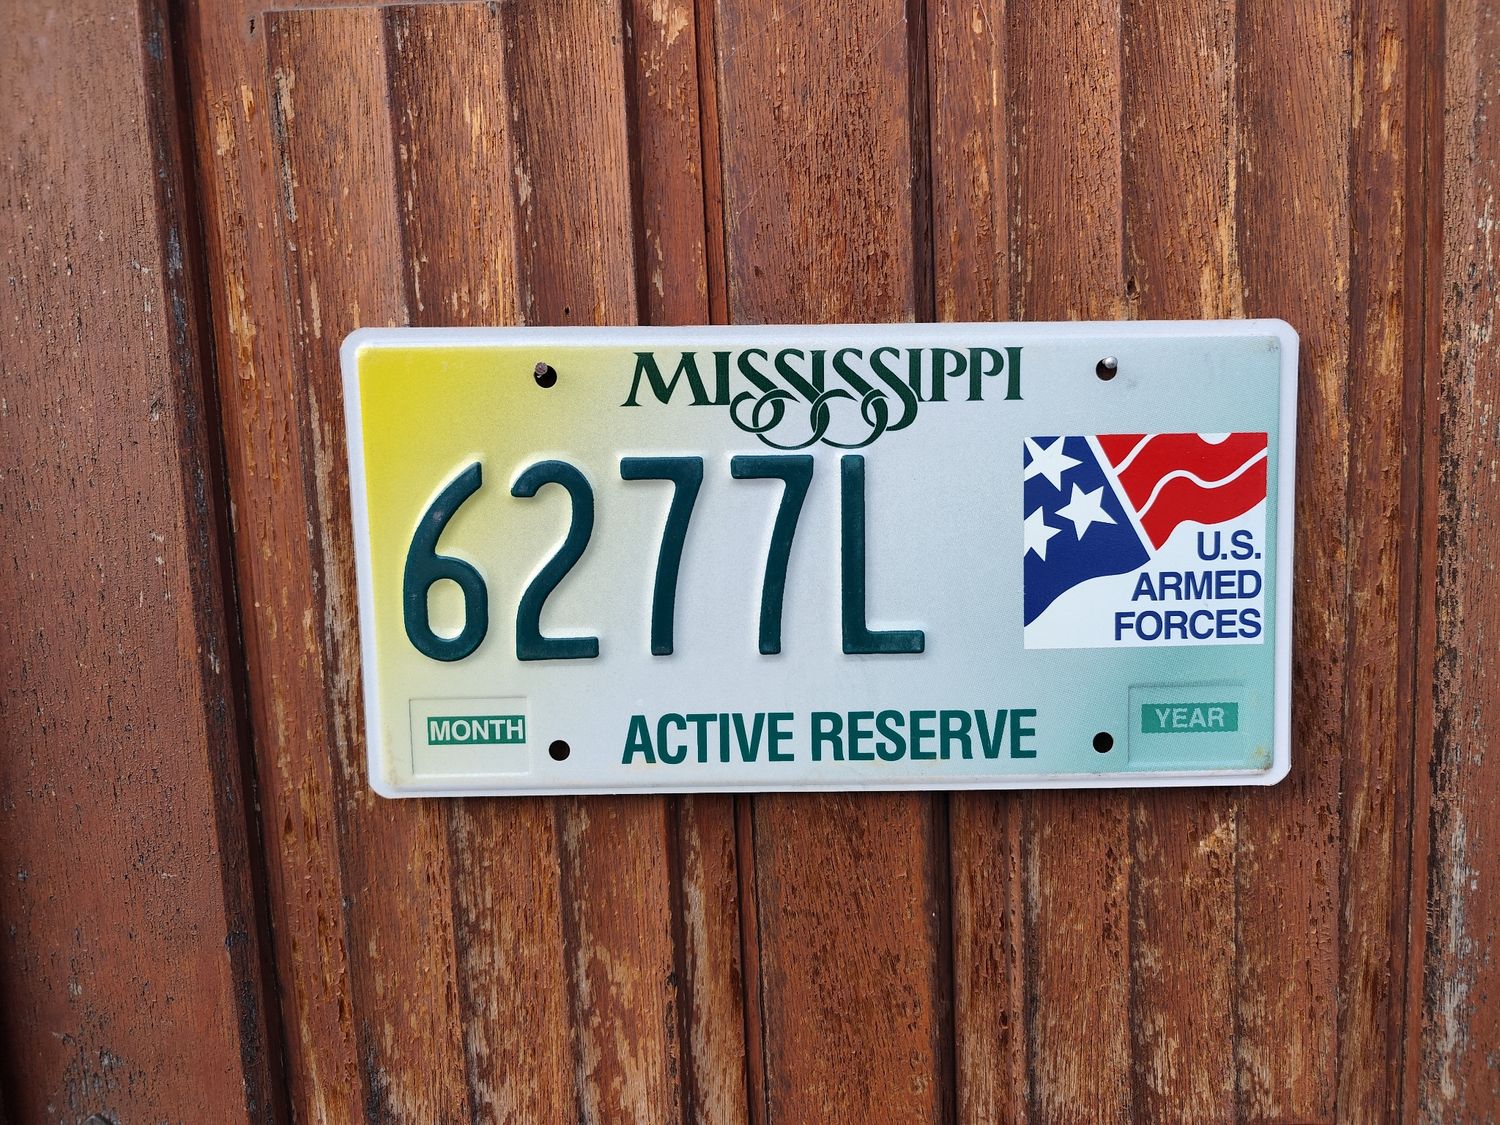 MISSISSIPPI
6277L
U.S.
ARMED
FORCES
MONTH
ACTIVE RESERVE
YEAR